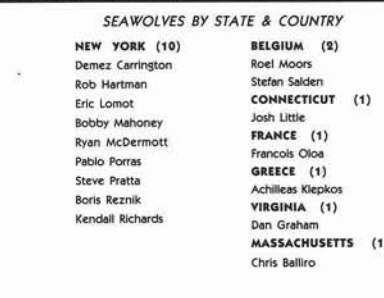 SEAWOLVES BY STATE & COUNTRY
NEW YORK (10)
Demez Carrington
Rob Hartman
Eric Lomot
Bobby Mahoney
Ryan McDermott
Pablo Porras
Steve Pratta
Boris Reznik
Kendall Richards
BELGIUM (2)
Roel Moors
Stefan Salden
CONNECTICUT (1)
Josh Little
FRANCE (1)
Francois Oloa
GREECE (1)
Achilleas Klepkos
VIRGINIA (1)
Dan Graham
MASSACHUSETTS (1
Chris Balliro